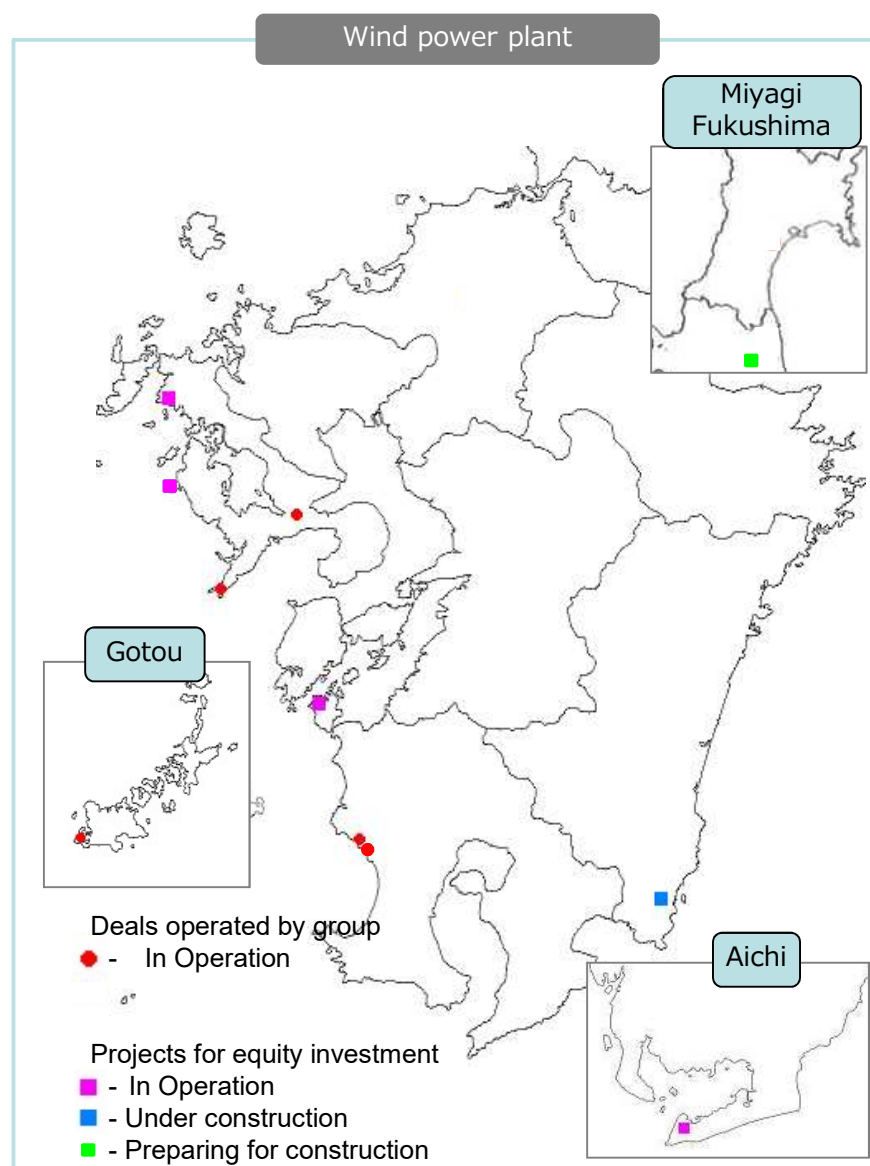 Wind power plant
Miyagi
Fukushima
Gotou
Deals operated by group
- In Operation
Aichi
Projects for equity investment
- In Operation
- Under construction
- Preparing for construction